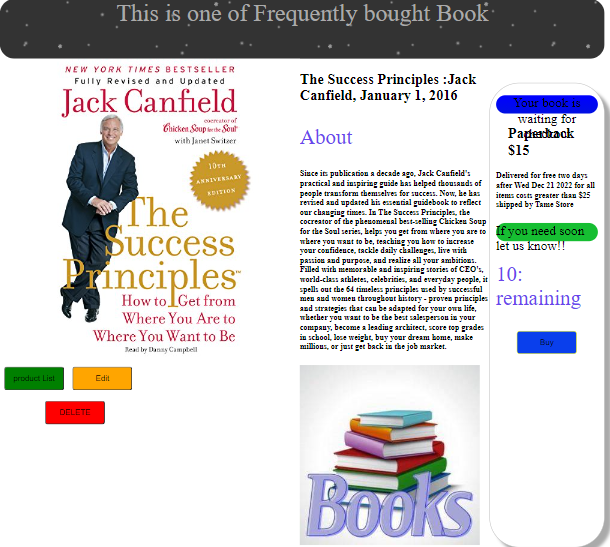 This is one of Frequently bought Book
NEW YORK TIMES BESTSELLER
Fully Revised and Updated
Jack Canfield
cocreator of
Chicken Soup for the Soul
with Janet Switzer
10TH
ANNIVERSARY
EDITION
The
Success
Principles™
How to Get from
Where You Are to
Where You Want to Be
Read by Danny Campbell
product List
Edit
DELETE
The Success Principles :Jack
Canfield, January 1, 2016
About
Since its publication a decade ago, Jack Canfield's
practical and inspiring guide has helped thousands of
people transform themselves for success. Now, he has
revised and updated his essential guidebook to reflect
our changing times. In The Success Principles, the
cocreator of the phenomenal best-selling Chicken Soup
for the Soul series, helps you get from where you are to
where you want to be, teaching you how to increase
your confidence, tackle daily challenges, live with
passion and purpose, and realize all your ambitions.
Filled with memorable and inspiring stories of CEO's,
world-class athletes, celebrities, and everyday people, it
spells out the 64 timeless principles used by successful
men and women throughout history - proven principles
and strategies that can be adapted for your own life,
whether you want to be the best salesperson in your
company, become a leading architect, score top grades
in school, lose weight, buy your dream home, make
millions, or just get back in the job market.
Books
Your book is
waiting for
Paperback
$15
Delivered for free two days
after Wed Dec 21 2022 for all
items costs greater than $25
shipped by Tame Store
If you need soon
let us know!!
10:
remaining
Buy